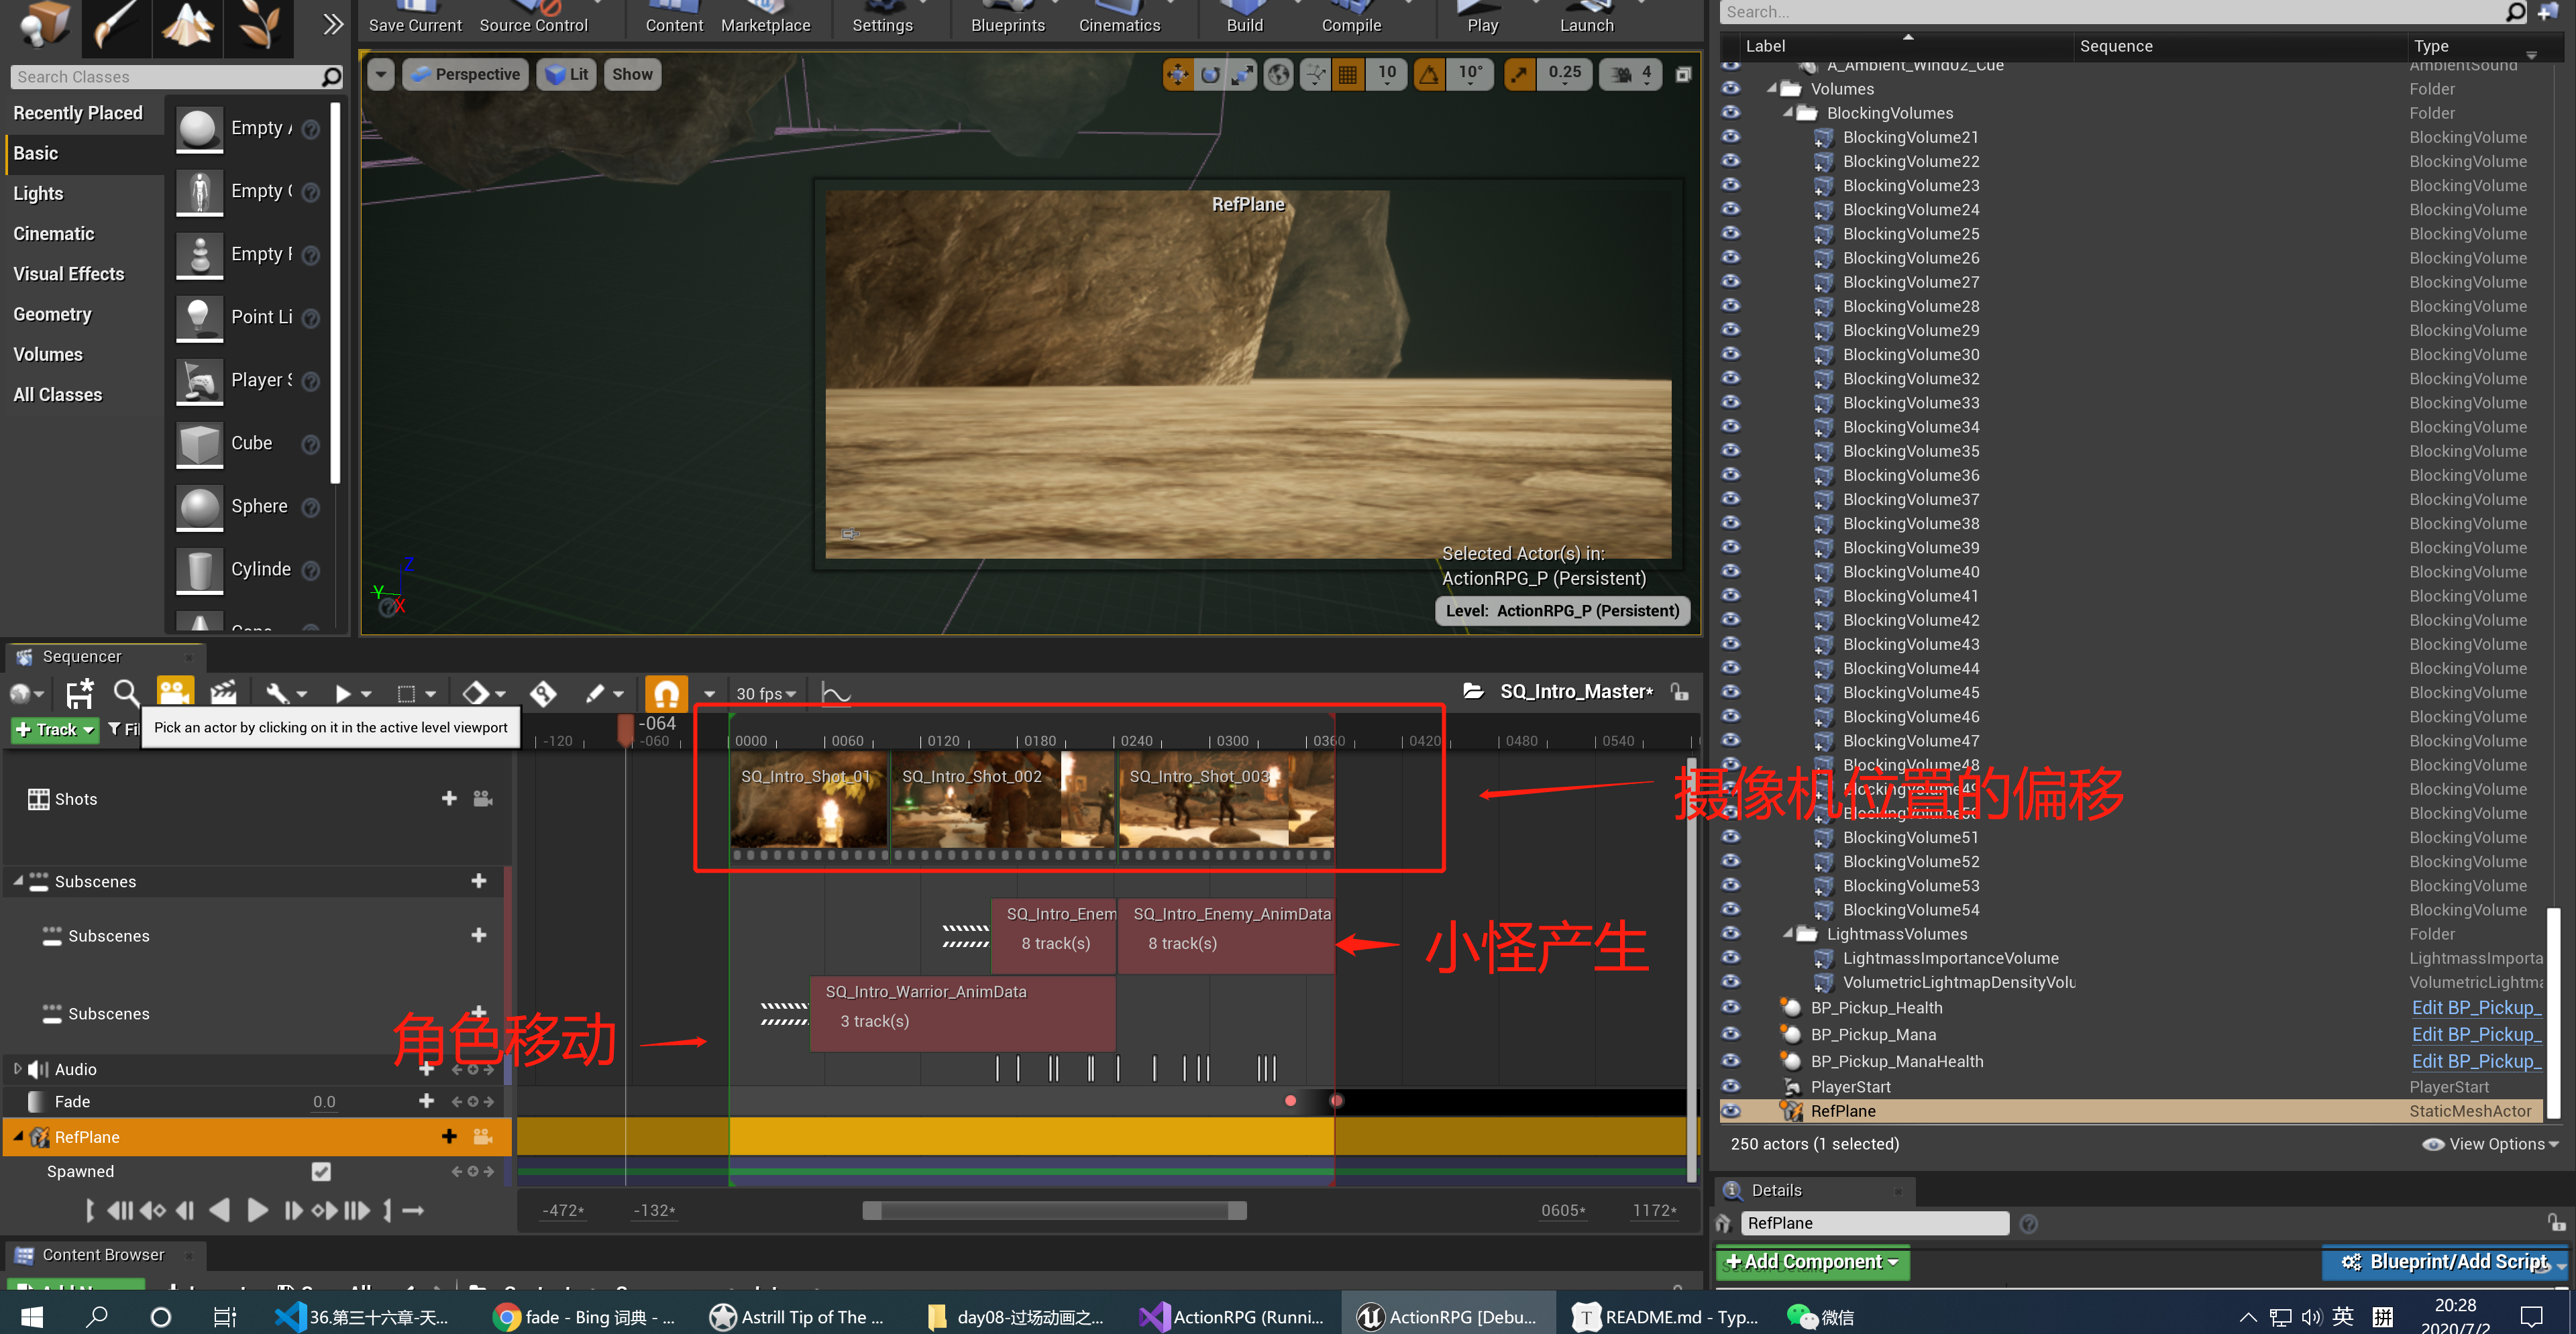 Save Current
Source Control
Content
Marketplace
Settings
Blueprints
Cinematics
Build
Compile
Play
Launch
Search Classes
Recently Placed
Basic
Lights
Cinematic
Visual Effects
Geometry
Volumes
All Classes
Empty
Empty
Empty
Point Li
Player
Cube
Sphere
Cylinde
Perspective
Lit
Show
10
10°
0.25
4
RefPlane
Z
Y
X
Selected Actor(s) in:
ActionRPG_P (Persistent)
Level: ActionRPG_P (Persistent)
Search...
Label
Sequence
Type
A_Ambient_Wind02_Cue
AmbientSound
Volumes
Folder
BlockingVolumes
Folder
BlockingVolume21
BlockingVolume
BlockingVolume22
BlockingVolume
BlockingVolume23
BlockingVolume
BlockingVolume24
BlockingVolume
BlockingVolume25
BlockingVolume
BlockingVolume26
BlockingVolume
BlockingVolume27
BlockingVolume
BlockingVolume28
BlockingVolume
BlockingVolume29
BlockingVolume
BlockingVolume30
BlockingVolume
BlockingVolume32
BlockingVolume
BlockingVolume33
BlockingVolume
BlockingVolume34
BlockingVolume
BlockingVolume35
BlockingVolume
BlockingVolume36
BlockingVolume
BlockingVolume37
BlockingVolume
BlockingVolume38
BlockingVolume
BlockingVolume39
BlockingVolume
BlockingVolume40
BlockingVolume
BlockingVolume41
BlockingVolume
BlockingVolume42
BlockingVolume
BlockingVolume43
BlockingVolume
BlockingVolume44
BlockingVolume
BlockingVolume45
BlockingVolume
BlockingVolume46
BlockingVolume
BlockingVolume47
BlockingVolume
BlockingVolume48
BlockingVolume
BlockingVolume49
BlockingVolume
BlockingVolume50
BlockingVolume
BlockingVolume51
BlockingVolume
BlockingVolume52
BlockingVolume
BlockingVolume53
BlockingVolume
BlockingVolume54
BlockingVolume
LightmassVolumes
Folder
LightmassImportanceVolume
LightmassImporta
VolumetricLightmapDensityVolu
VolumetricLightma
BP_Pickup_Health
Edit BP_Pickup_
BP_Pickup_Mana
Edit BP_Pickup_
BP_Pickup_ManaHealth
Edit BP_Pickup_
PlayerStart
PlayerStart
RefPlane
StaticMeshActor
250 actors (1 selected)
View Options
Details
RefPlane
Add Component
Blueprint/Add Script
Sequencer
30 fps
SQ_Intro_Master*
Track
Fil
Pick an actor by clicking on it in the active level viewport
-064
-120
-060
0000
0060
0120
0180
0240
0300
0360
0420
0480
0540
Shots
SQ_Intro_Shot_01
SQ_Intro_Shot_002
SQ_Intro_Shot_003
摄像机位置的偏移
Subscenes
Subscenes
SQ_Intro_Enem
8 track(s)
SQ_Intro_Enemy_AnimData
8 track(s)
小怪产生
Subscenes
SQ_Intro_Warrior_AnimData
3 track(s)
角色移动
Audio
Fade
0.0
RefPlane
Spawned
-472*
-132*
0605*
1172*
Content Browser
36.第三十六章-天...
fade - Bing 词典 - ...
Astrill Tip of The ...
day08-过场动画之...
ActionRPG (Runni...
ActionRPG [Debu...
README.md - Typ...
微信
英
拼
20:28
2020/7/2